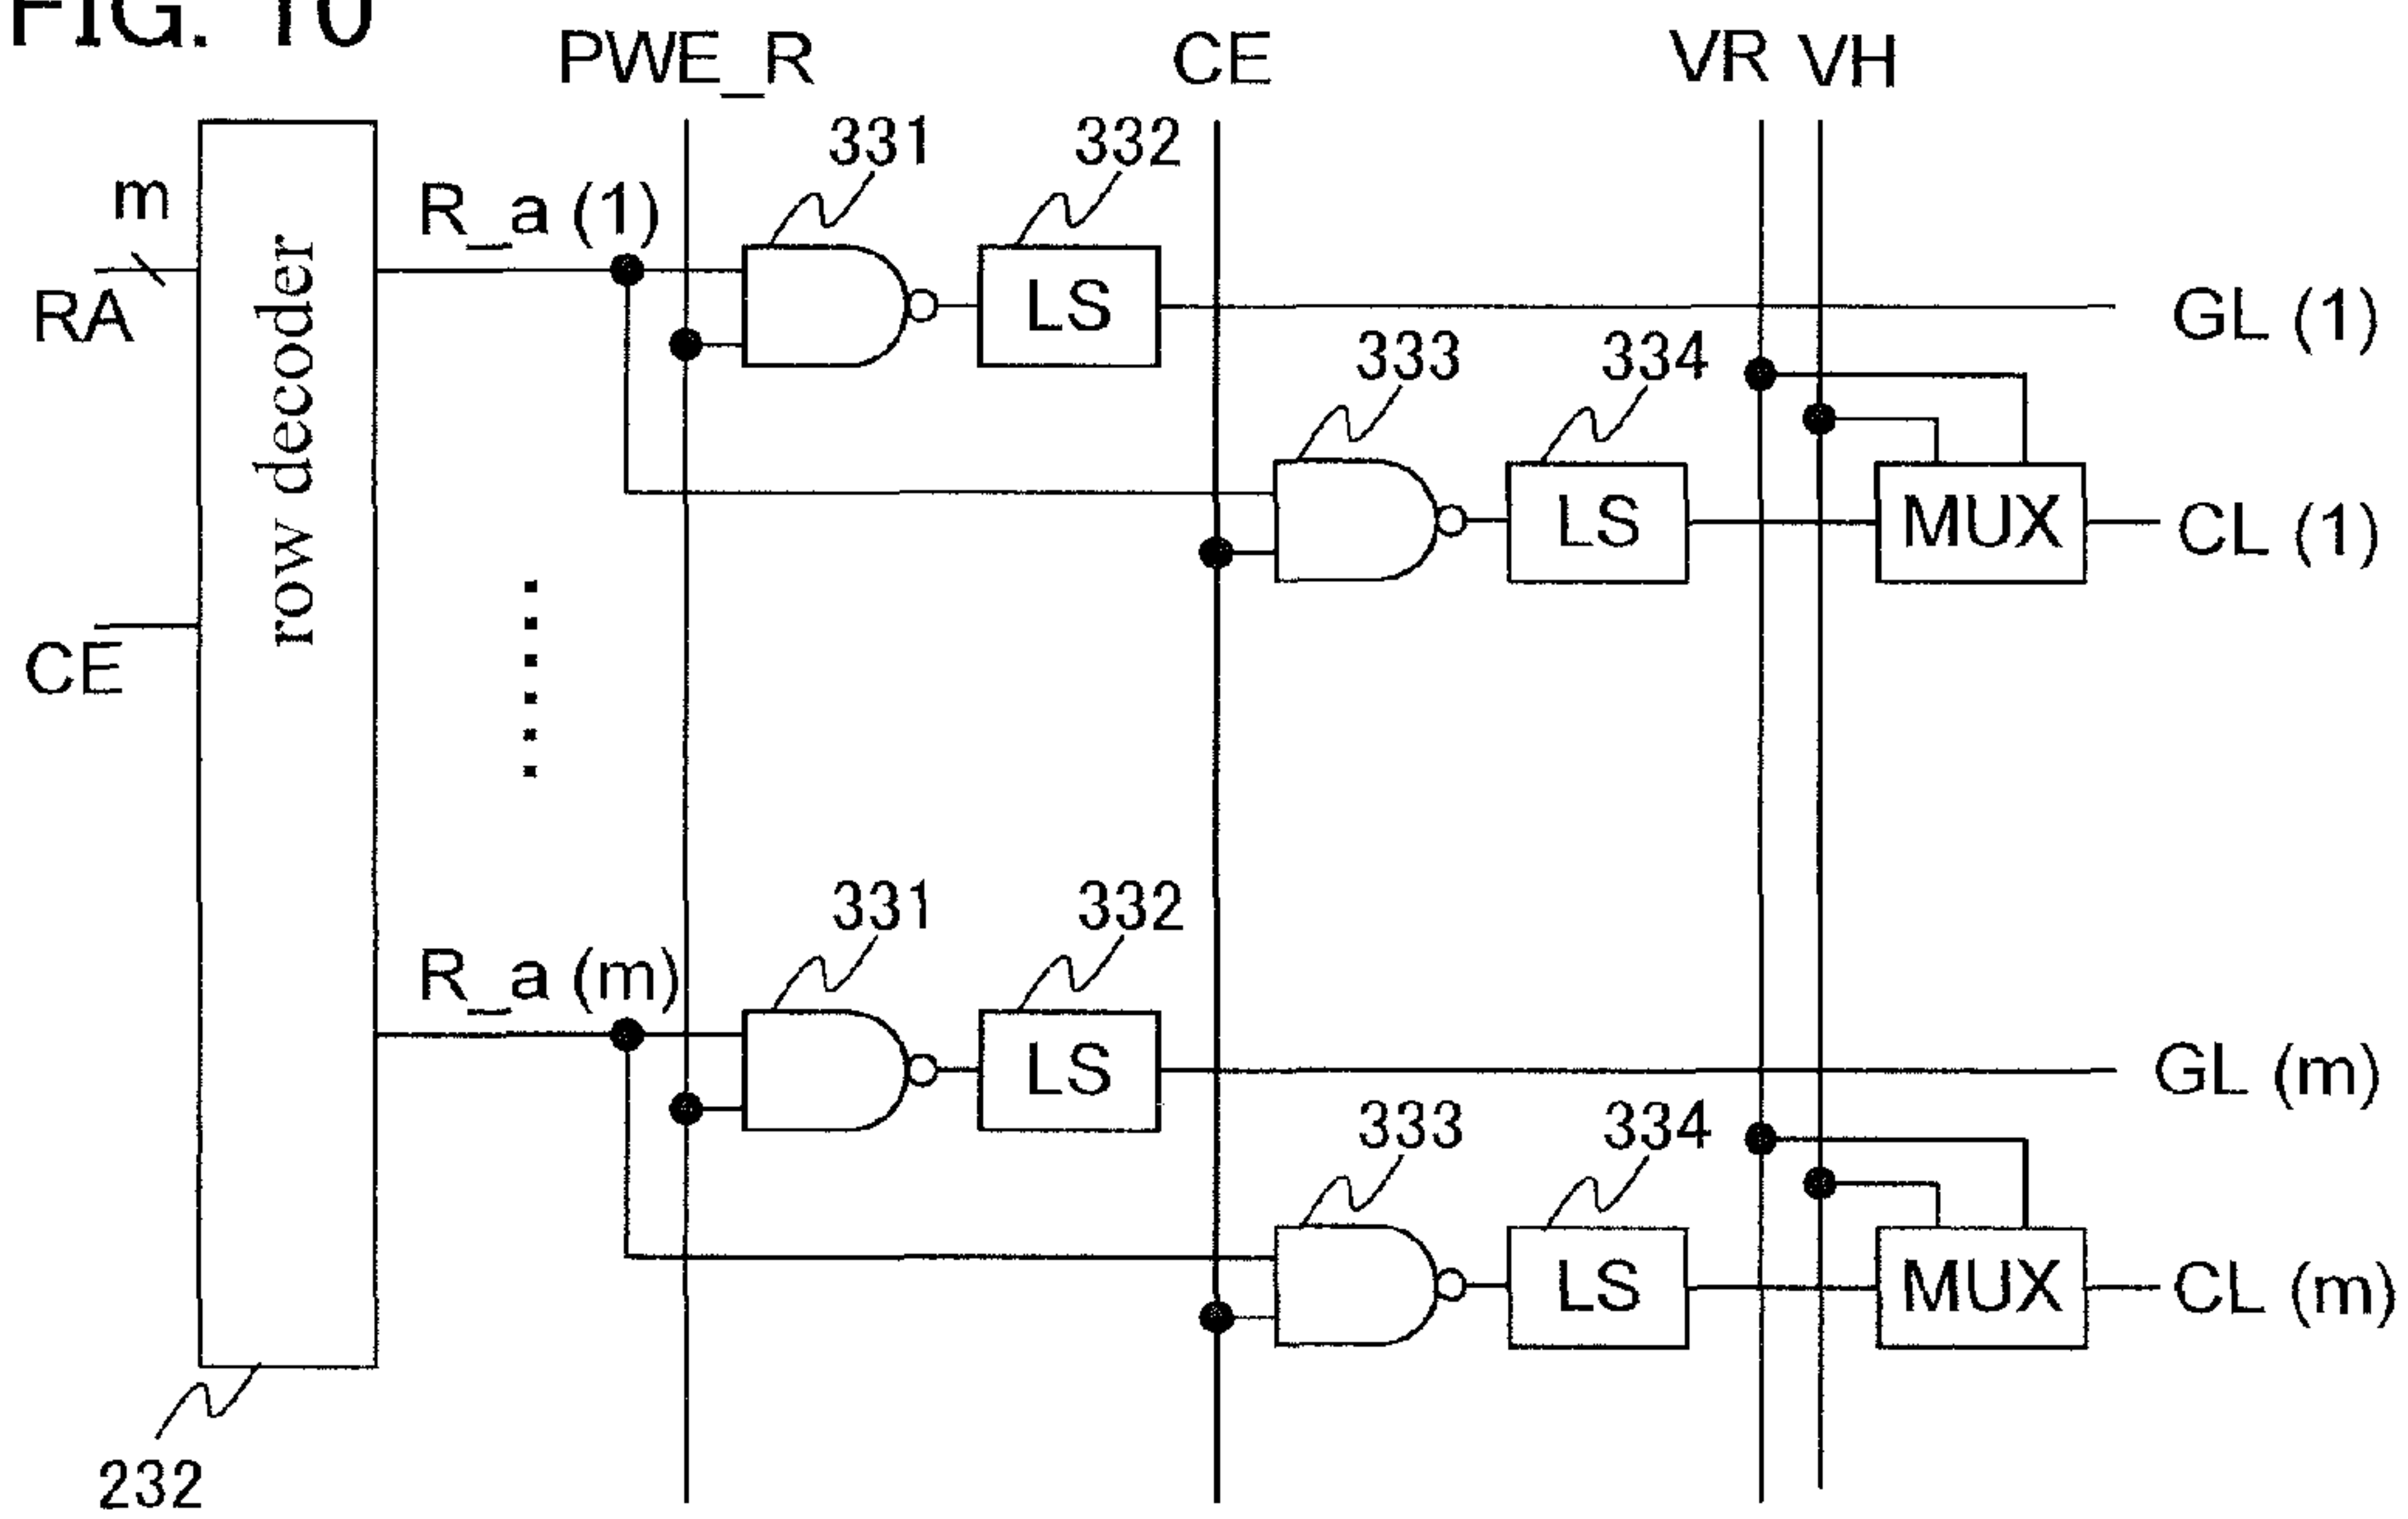 FIG. 10
PWE_R
CE
VR
VH
331
332
m
R_a (1)
RA
row decoder
LS
GL (1)
333
334
LS
MUX
CL (1)
CE
331
332
R_a (m)
LS
GL (m)
333
334
LS
MUX
CL (m)
232